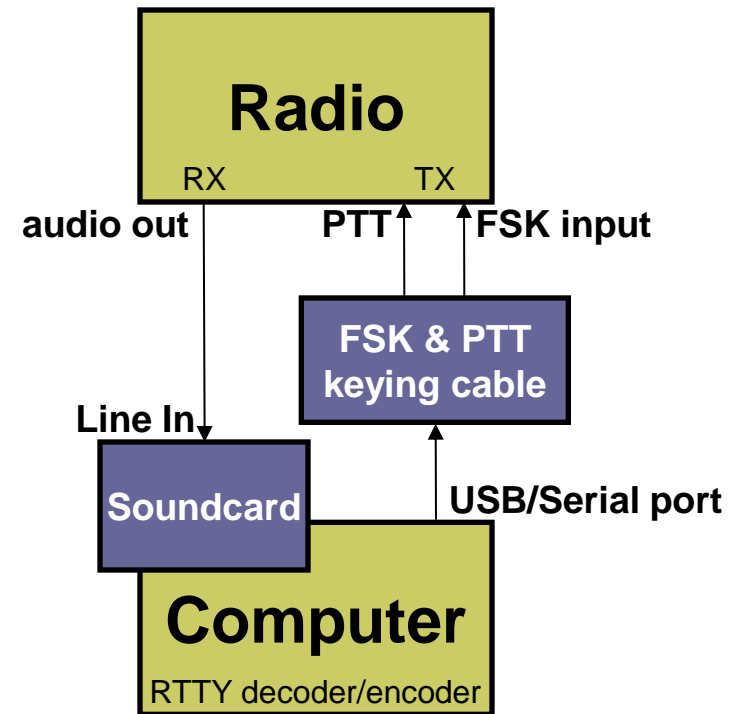 Radio
RX TX
audio out PTT FSK input
FSK & PTT
keying cable
Line In
Soundcard
USB/Serial port
Computer
RTTY decoder/encoder